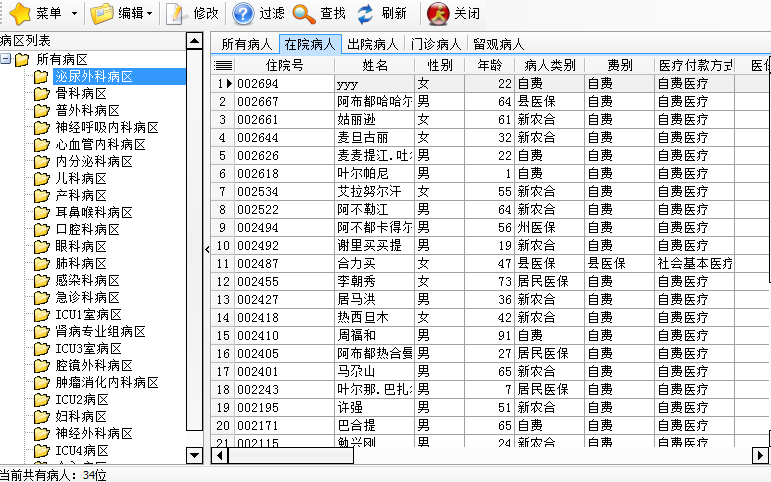 菜单 编辑 修改 过滤 查找 刷新 关闭
病区列表
所有病区
泌尿外科病区
骨科病区
普外科病区
神经呼吸内科病区
心血管内科病区
内分泌科病区
儿科病区
产科病区
耳鼻喉科病区
口腔科病区
眼科病区
肺科病区
感染科病区
急诊科病区
ICU1室病区
肾病专业组病区
ICU3室病区
腔镜外科病区
肿瘤消化内科病区
ICU2病区
妇科病区
神经外科病区
ICU4病区
所有病人 在院病人 出院病人 门诊病人 留观病人
住院号 姓名 性别 年龄 病人类别 费别 医疗付款方式
1 002694 yyy 女 22 自费 自费 自费医疗
2 002667 阿布都哈哈尔 男 64 县医保 自费 自费医疗
3 002661 姑丽逊 女 61 新农合 自费 自费医疗
4 002644 麦旦古丽 女 32 新农合 自费 自费医疗
5 002626 麦麦提江.吐 男 22 自费 自费 自费医疗
6 002618 叶尔帕尼 男 1 自费 自费 自费医疗
7 002534 艾拉努尔汗 女 55 新农合 自费 自费医疗
8 002522 阿不勒江 男 64 新农合 自费 自费医疗
9 002494 阿不都卡得尔 男 56 州医保 自费 自费医疗
10 002492 谢里买买提 男 19 新农合 自费 自费医疗
11 002487 合力买 女 47 县医保 县医保 社会基本医疗
12 002455 李朝秀 女 73 居民医保 自费 自费医疗
13 002427 居马洪 男 36 新农合 自费 自费医疗
14 002418 热西旦木 女 42 新农合 自费 自费医疗
15 002410 周福和 男 91 自费 自费 自费医疗
16 002405 阿布都热合曼 男 27 居民医保 自费 自费医疗
17 002401 马尕山 男 65 新农合 自费 自费医疗
18 002243 叶尔那.巴扎 男 7 居民医保 自费 自费医疗
19 002195 许强 男 51 新农合 自费 自费医疗
20 002171 巴合提 男 65 自费 自费 自费医疗
21 002115 勉兴刚 男 24 新农合 自费 自费医疗
当前共有病人：34位